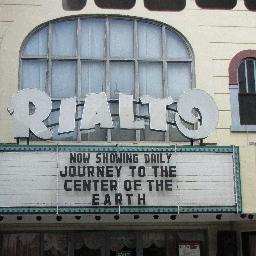 RIALTO
NOW SHOWING DAILY
JOURNEY TO THE
CENTER OF THE
EARTH